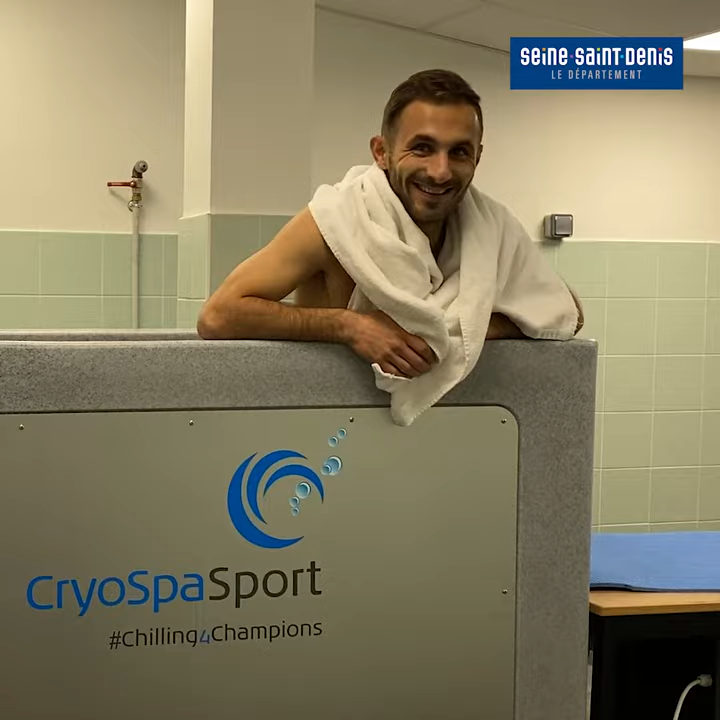 seine-saint-denis
LE DÉPARTEMENT
CryoSpaSport
#Chilling4Champions